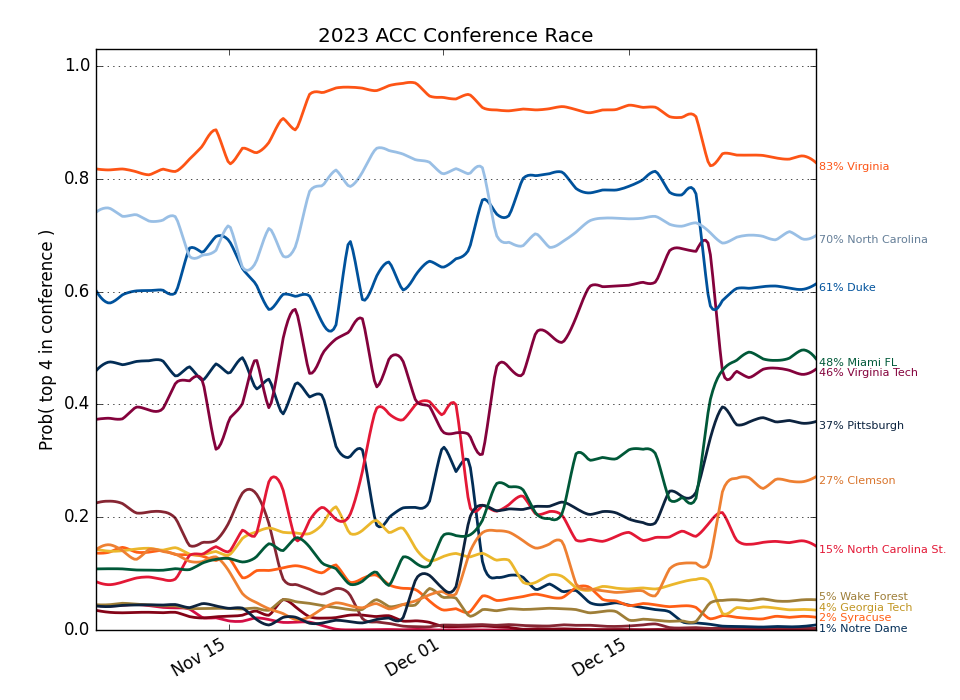 2023 ACC Conference Race
Prob( top 4 in conference )
1.0
0.8
0.6
0.4
0.2
0.0
Nov 15
Dec 01
Dec 15
83% Virginia
70% North Carolina
61% Duke
48% Miami FL
46% Virginia Tech
37% Pittsburgh
27% Clemson
15% North Carolina St.
5% Wake Forest
4% Georgia Tech
2% Syracuse
1% Notre Dame